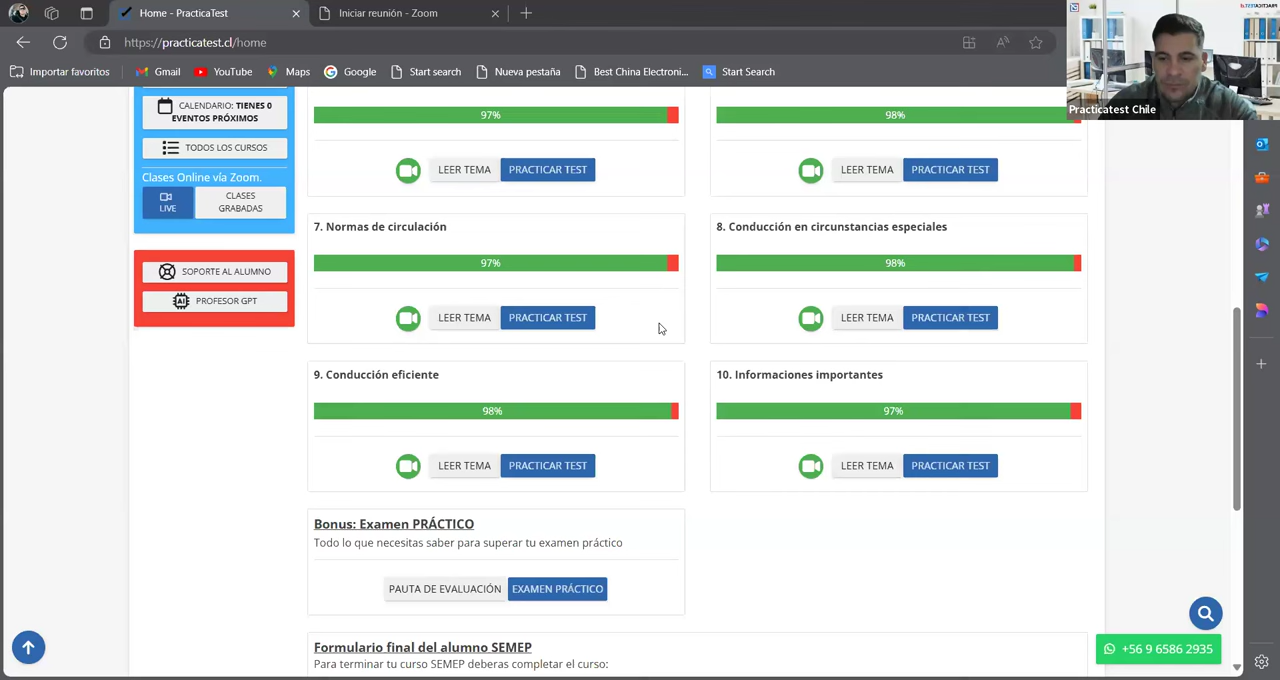 Home - PracticaTest
Iniciar reunión - Zoom
https://practicatest.cl/home
Importar favoritos
Gmail
YouTube
Maps
Google
Start search
Nueva pestaña
Best China Electroni...
Start Search
PRACTICATEST.CL
Practicatest Chile
CALENDARIO: TIENES 0
EVENTOS PRÓXIMOS
TODOS LOS CURSOS
Clases Online vía Zoom.
LIVE
CLASES
GRABADAS
SOPORTE AL ALUMNO
AI
PROFESOR GPT
97%
98%
LEER TEMA
PRACTICAR TEST
LEER TEMA
PRACTICAR TEST
7. Normas de circulación
8. Conducción en circunstancias especiales
97%
98%
LEER TEMA
PRACTICAR TEST
LEER TEMA
PRACTICAR TEST
9. Conducción eficiente
10. Informaciones importantes
98%
97%
LEER TEMA
PRACTICAR TEST
LEER TEMA
PRACTICAR TEST
Bonus: Examen PRÁCTICO
Todo lo que necesitas saber para superar tu examen práctico
PAUTA DE EVALUACIÓN
EXAMEN PRÁCTICO
Formulario final del alumno SEMEP
Para terminar tu curso SEMEP deberas completar el curso:
+56 9 6586 2935